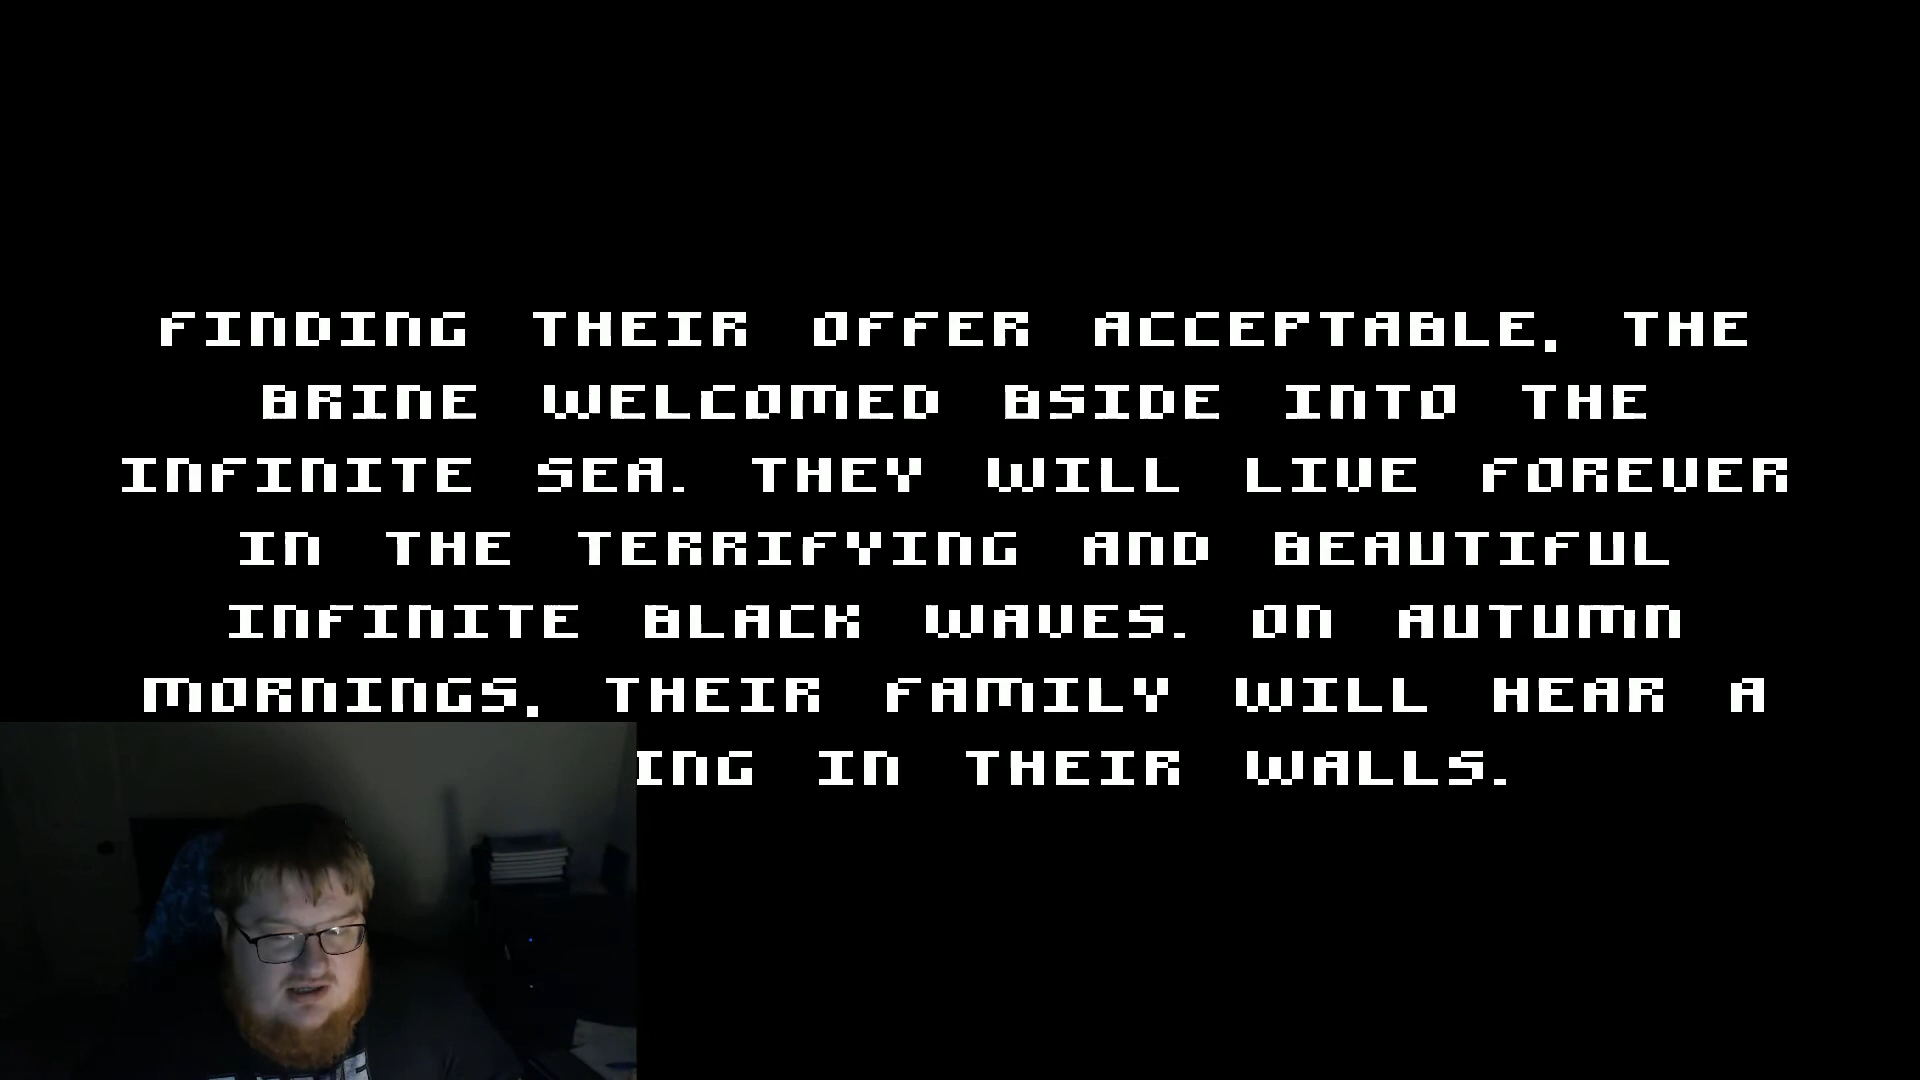 FINDING THEIR OFFER ACCEPTABLE, THE
BRINE WELCOMED BSIDE INTO THE
INFINITE SEA. THEY WILL LIVE FOREVER
IN THE TERRIFYING AND BEAUTIFUL
INFINITE BLACK WAVES. ON AUTUMN
MORNINGS, THEIR FAMILY WILL HEAR A
ING IN THEIR WALLS.